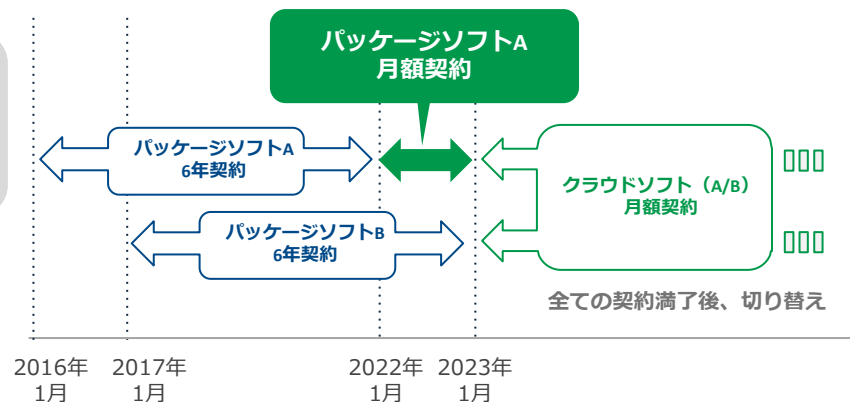 パッケージソフトA
月額契約
パッケージソフトA
6年契約
パッケージソフトB
6年契約
クラウドソフト（A/B）
月額契約
全ての契約満了後、切り替え
2016年
1月
2017年
1月
2022年
1月
2023年
1月